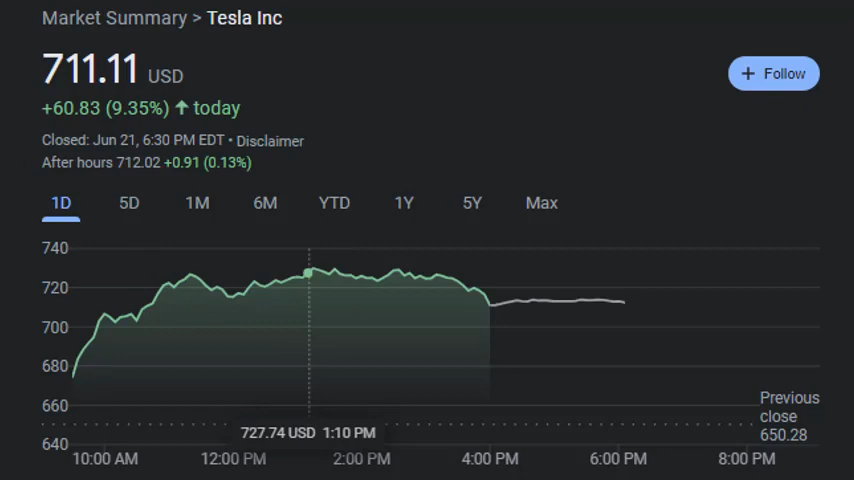 Market Summary > Tesla Inc
711.11 USD
+ Follow
+60.83 (9.35%) ↑ today
Closed: Jun 21, 6:30 PM EDT • Disclaimer
After hours 712.02 +0.91 (0.13%)
1D 5D 1M 6M YTD 1Y 5Y Max
740
720
700
680
660
640
Previous
close
650.28
727.74 USD 1:10 PM
10:00 AM 12:00 PM 2:00 PM 4:00 PM 6:00 PM 8:00 PM